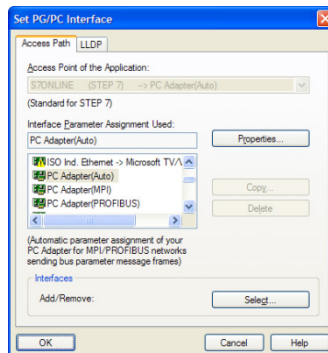 Set PG/PC Interface
Access Path LLDP
Access Point of the Application:
S7ONLINE (STEP 7) -> PC Adapter(Auto)
(Standard for STEP 7)
Interface Parameter Assignment Used:
PC Adapter(Auto)
Properties...
ISO Ind. Ethernet -> Microsoft TV/V
PC Adapter(Auto)
PC Adapter(MPI)
Copy...
PC Adapter(PROFIBUS)
Delete
(Automatic parameter assignment of your
PC Adapter for MPI/PROFIBUS networks
sending bus parameter message frames)
Interfaces
Add/Remove:
Select...
OK Cancel Help